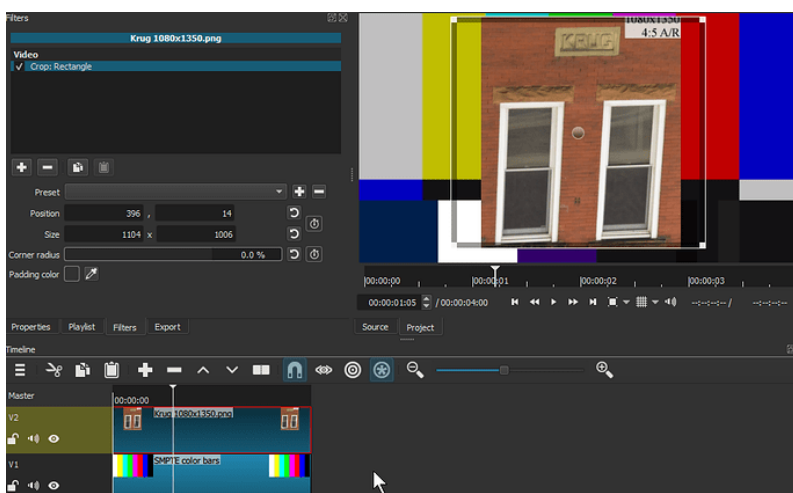 Filters
Krug 1080x1350.png
Video
Crop: Rectangle
Preset
Position 396 , 14
Size 1104 x 1006
Corner radius 0.0 %
Padding color
Properties Playlist Filters Export
1080x1350
4:5 A/R
KRUG
00:00:00 00:00:01 00:00:02 00:00:03
00:00:01:05 / 00:00:04:00 --:--:--:-- / --:--:--:--
Source Project
Timeline
Master 00:00:00
V2 Krug 1080x1350.png
V1 SMPTE color bars